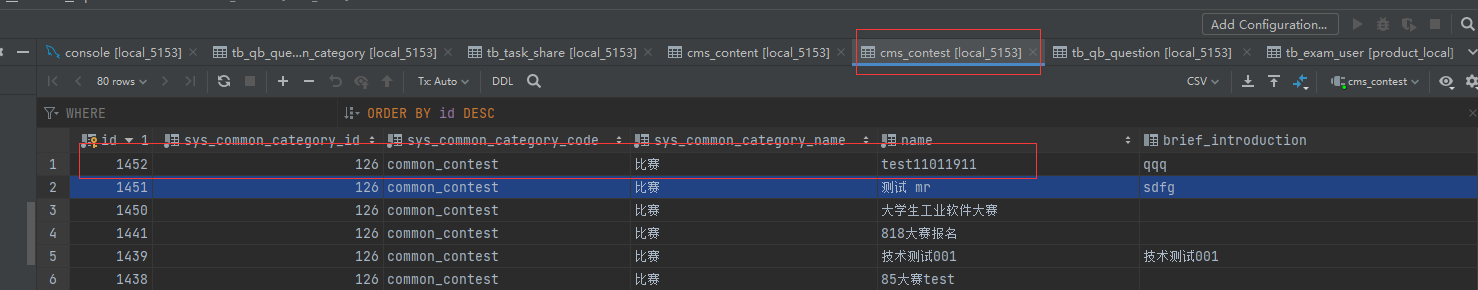 Add Configuration...
console [local_5153] tb_qb_que...n_category [local_5153] tb_task_share [local_5153] cms_content [local_5153] cms_contest [local_5153] tb_qb_question [local_5153] tb_exam_user [product_local]
80 rows Tx: Auto DDL CSV cms_contest
WHERE ORDER BY id DESC
id 1 sys_common_category_id sys_common_category_code sys_common_category_name name brief_introduction
1 1452 126 common_contest 比赛 test11011911 qqq
2 1451 126 common_contest 比赛 测试 mr sdfg
3 1450 126 common_contest 比赛 大学生工业软件大赛
4 1441 126 common_contest 比赛 818大赛报名
5 1439 126 common_contest 比赛 技术测试001 技术测试001
6 1438 126 common_contest 比赛 85大赛test